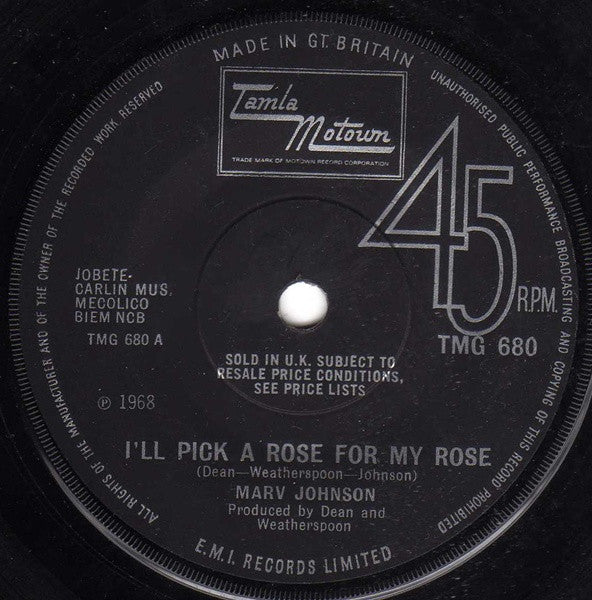 MADE IN GT. BRITAIN
UNAUTHORISED PUBLIC PERFORMANCE BROADCASTING AND COPYING OF THIS RECORD PROHIBITED
ALL RIGHTS OF THE MANUFACTURER AND OF THE OWNER OF THE RECORDED WORK RESERVED
Tamla
Motown
TRADE MARK OF MOTOWN RECORD CORPORATION
45
R.P.M.
TMG 680
JOBETE-
CARLIN MUS.
MECOLICO
BIEM NCB
TMG 680 A
SOLD IN U.K. SUBJECT TO
RESALE PRICE CONDITIONS,
SEE PRICE LISTS
℗ 1968
I'LL PICK A ROSE FOR MY ROSE
(Dean—Weatherspoon—Johnson)
MARV JOHNSON
Produced by Dean and
Weatherspoon
E.M.I. RECORDS LIMITED